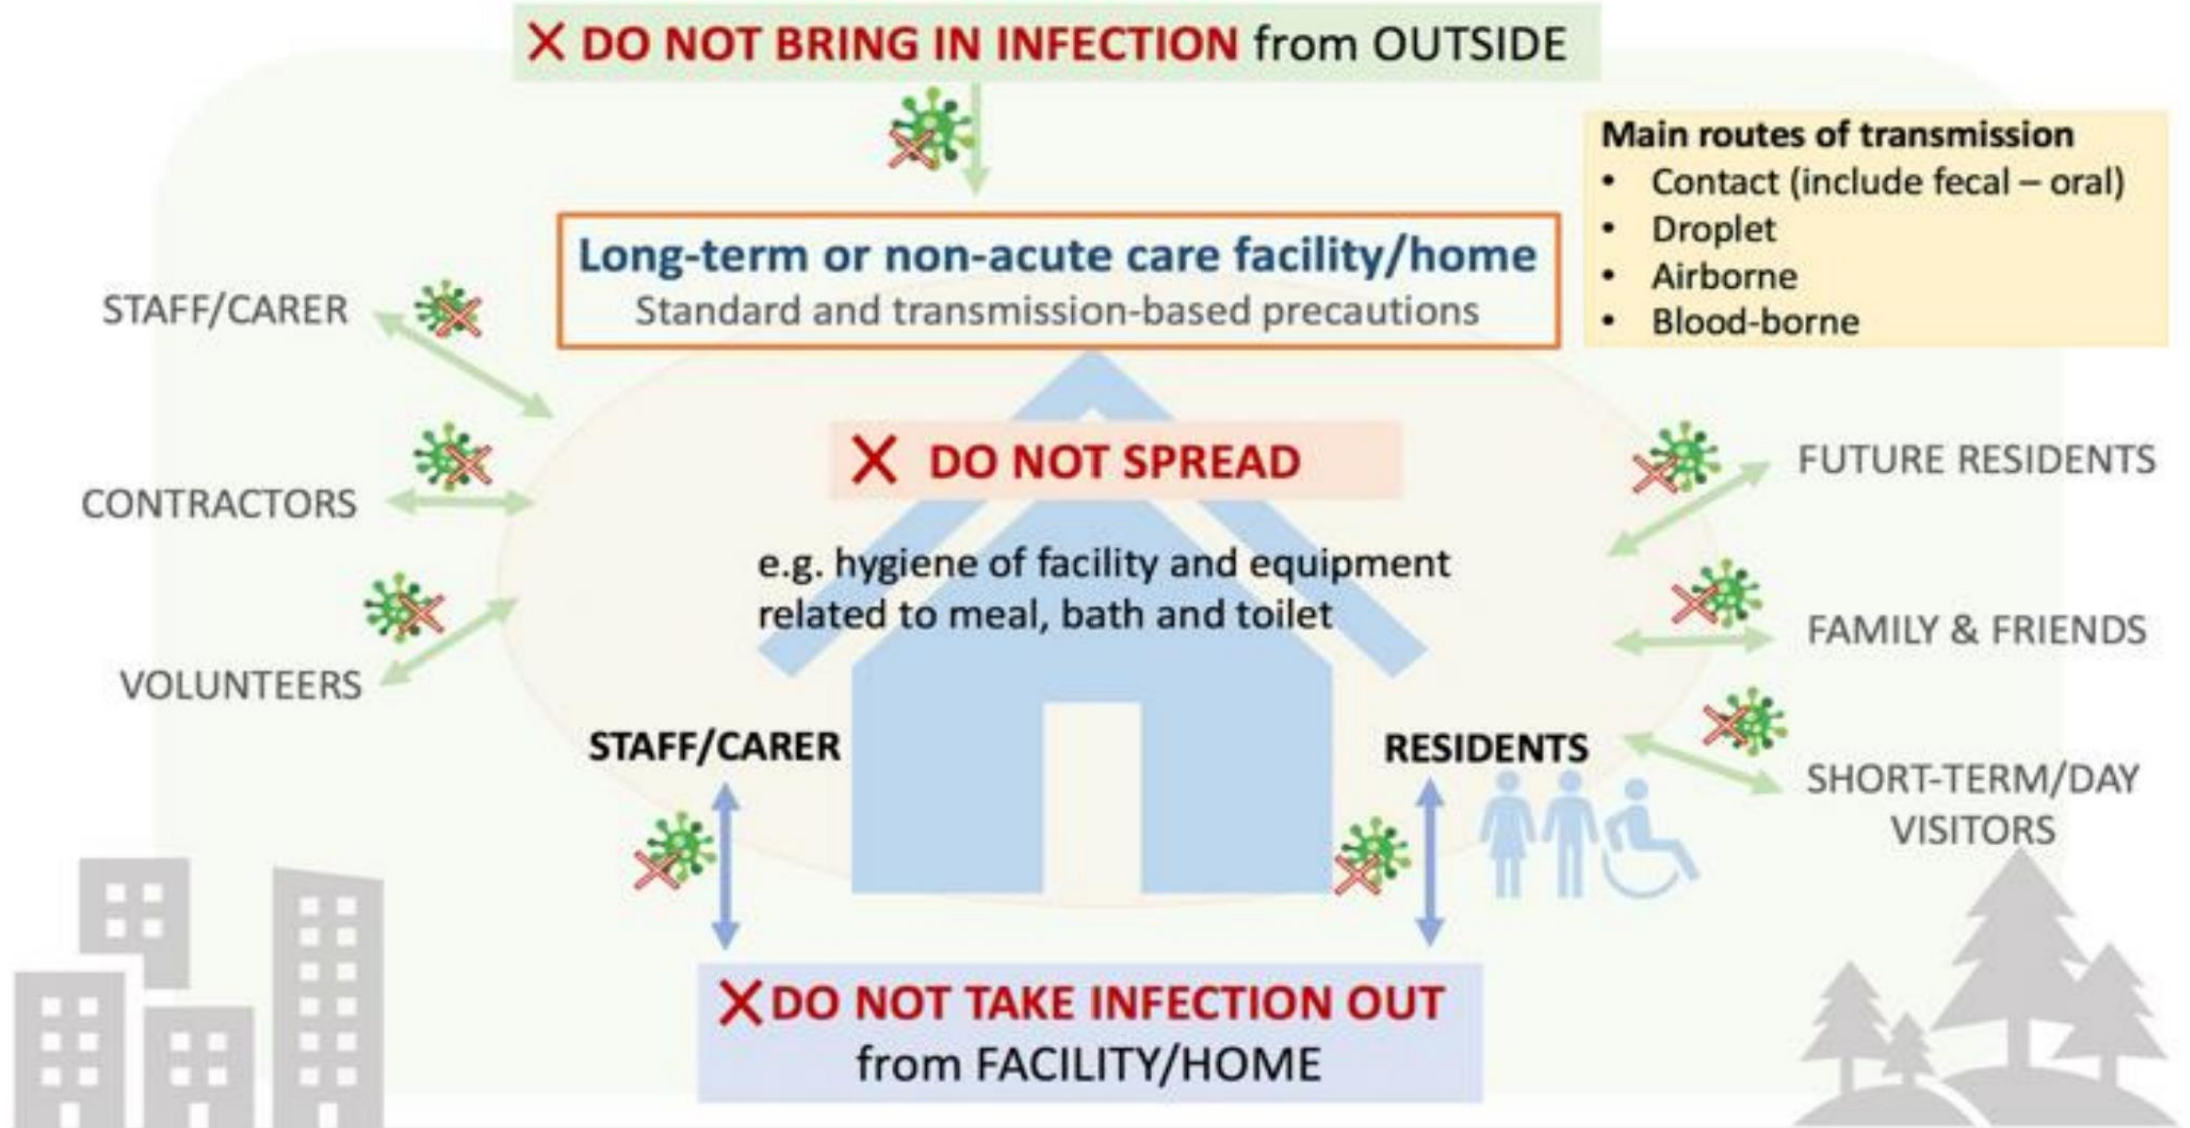 X DO NOT BRING IN INFECTION from OUTSIDE
Main routes of transmission
• Contact (include fecal – oral)
• Droplet
• Airborne
• Blood-borne
Long-term or non-acute care facility/home
Standard and transmission-based precautions
STAFF/CARER
CONTRACTORS
VOLUNTEERS
X DO NOT SPREAD
e.g. hygiene of facility and equipment
related to meal, bath and toilet
FUTURE RESIDENTS
FAMILY & FRIENDS
SHORT-TERM/DAY
VISITORS
STAFF/CARER
RESIDENTS
X DO NOT TAKE INFECTION OUT
from FACILITY/HOME